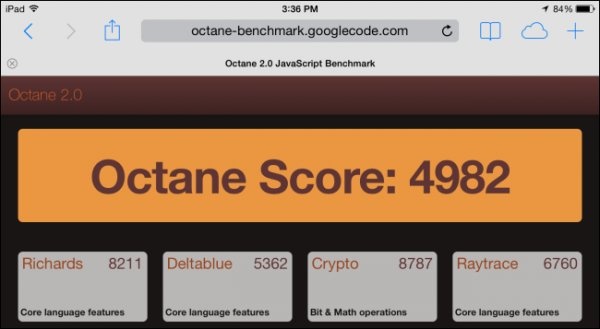 iPad 3:36 PM 84%
octane-benchmark.googlecode.com
Octane 2.0 JavaScript Benchmark
Octane 2.0
Octane Score: 4982
Richards 8211 Deltablue 5362 Crypto 8787 Raytrace 6760
Core language features Core language features Bit & Math operations Core language features